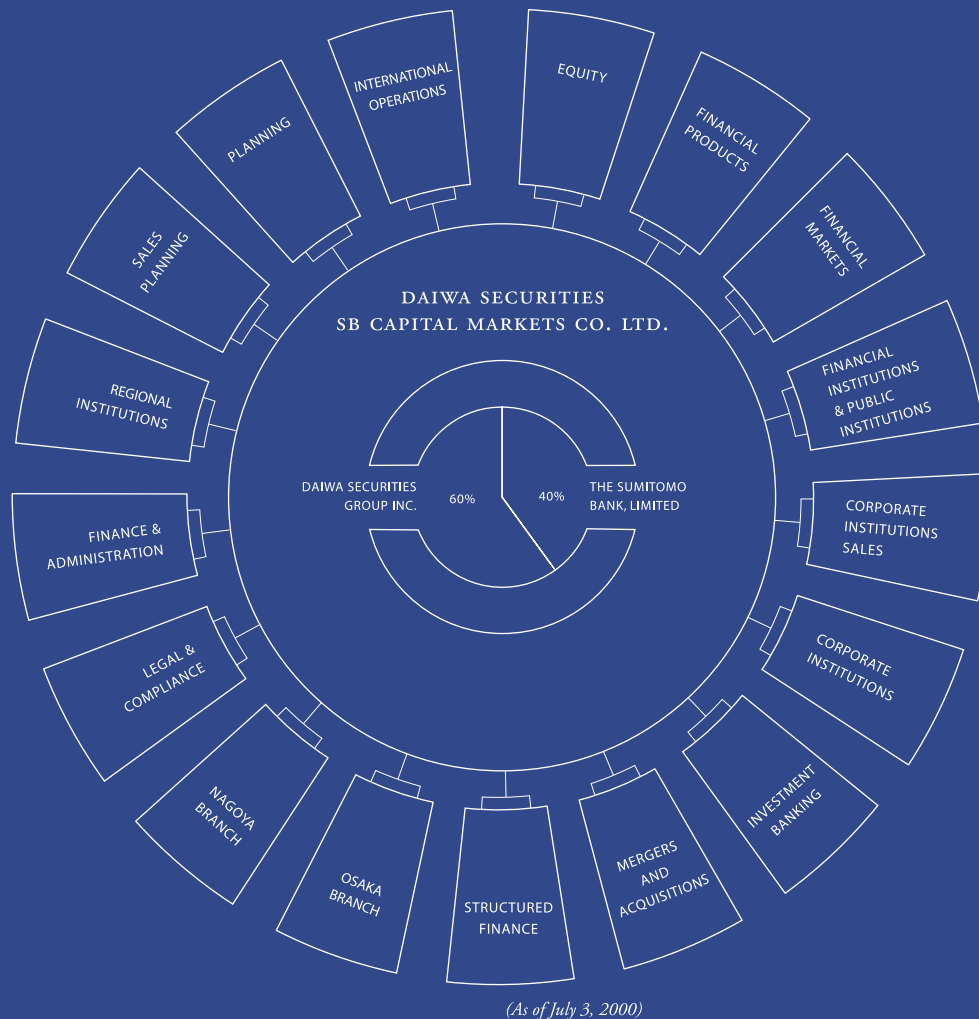 DAIWA SECURITIES
SB CAPITAL MARKETS CO. LTD.
DAIWA SECURITIES
GROUP INC.
60%
40%
THE SUMITOMO
BANK, LIMITED
EQUITY
FINANCIAL
PRODUCTS
FINANCIAL
MARKETS
FINANCIAL
INSTITUTIONS
& PUBLIC
INSTITUTIONS
CORPORATE
INSTITUTIONS
SALES
CORPORATE
INSTITUTIONS
INVESTMENT
BANKING
MERGERS
AND
ACQUISITIONS
STRUCTURED
FINANCE
OSAKA
BRANCH
NAGOYA
BRANCH
LEGAL &
COMPLIANCE
FINANCE &
ADMINISTRATION
REGIONAL
INSTITUTIONS
SALES
PLANNING
PLANNING
INTERNATIONAL
OPERATIONS
(As of July 3, 2000)